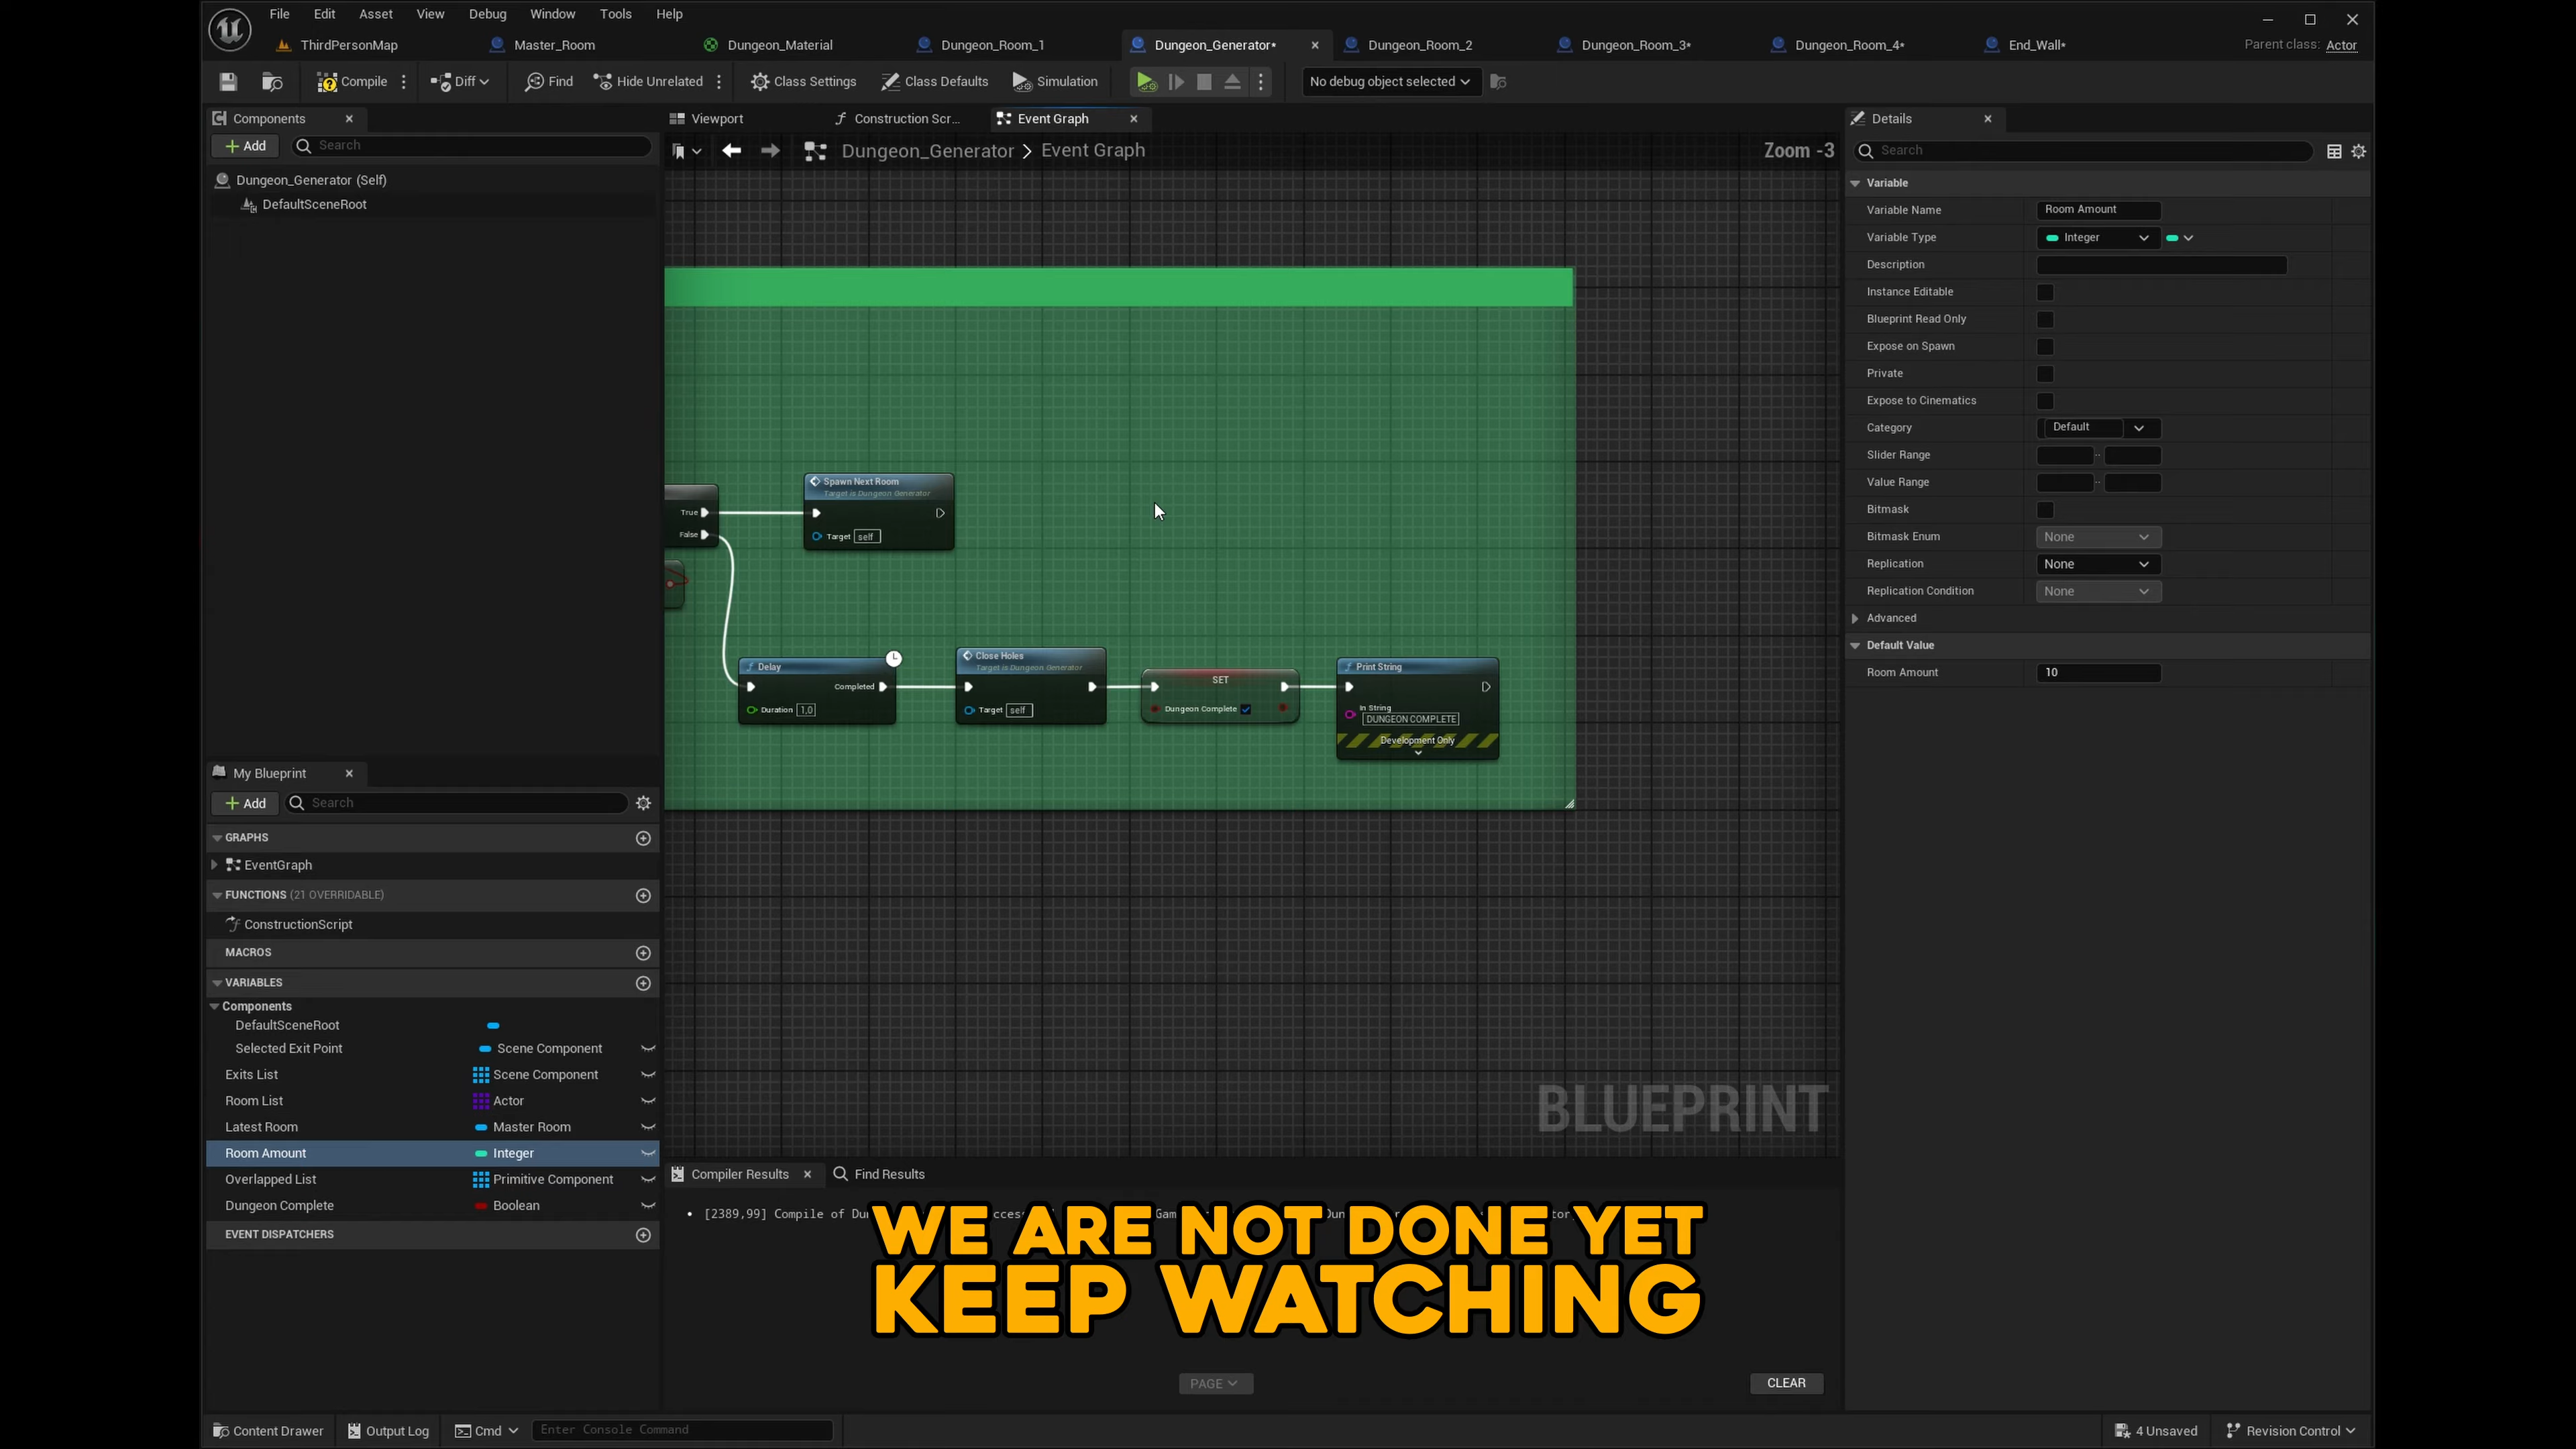 File Edit Asset View Debug Window Tools Help
ThirdPersonMap Master_Room Dungeon_Material Dungeon_Room_1 Dungeon_Generator* Dungeon_Room_2 Dungeon_Room_3* Dungeon_Room_4* End_Wall* Parent class: Actor
Compile Diff Find Hide Unrelated Class Settings Class Defaults Simulation No debug object selected
Components
Add Search
Dungeon_Generator (Self)
DefaultSceneRoot
Viewport Construction Scr... Event Graph
Dungeon_Generator > Event Graph Zoom -3
Spawn Next Room
Target is Dungeon Generator
True
False
Target self
Delay
Completed
Duration 1,0
Close Holes
Target is Dungeon Generator
Target self
SET
Dungeon Complete
Print String
In String
DUNGEON COMPLETE
Development Only
BLUEPRINT
My Blueprint
Add Search
GRAPHS
EventGraph
FUNCTIONS (21 OVERRIDABLE)
ConstructionScript
MACROS
VARIABLES
Components
DefaultSceneRoot
Selected Exit Point Scene Component
Exits List Scene Component
Room List Actor
Latest Room Master Room
Room Amount Integer
Overlapped List Primitive Component
Dungeon Complete Boolean
EVENT DISPATCHERS
Compiler Results Find Results
[2389,99] Compile of
WE ARE NOT DONE YET
KEEP WATCHING
PAGE CLEAR
Details
Search
Variable
Variable Name Room Amount
Variable Type Integer
Description
Instance Editable
Blueprint Read Only
Expose on Spawn
Private
Expose to Cinematics
Category Default
Slider Range
Value Range
Bitmask
Bitmask Enum None
Replication None
Replication Condition None
Advanced
Default Value
Room Amount 10
Content Drawer Output Log Cmd Enter Console Command 4 Unsaved Revision Control